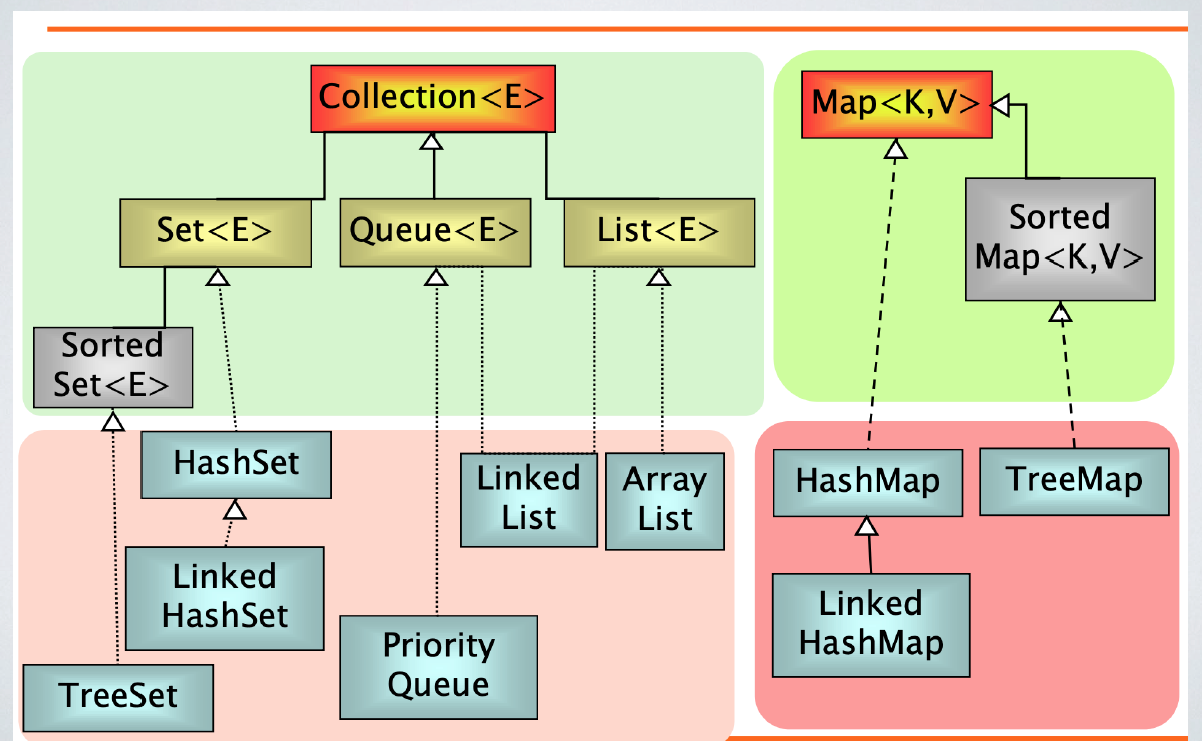 Collection<E>
Map<K,V>
Set<E>
Queue<E>
List<E>
Sorted
Map<K,V>
Sorted
Set<E>
HashSet
Linked
List
Array
List
HashMap
TreeMap
Linked
HashSet
Priority
Queue
Linked
HashMap
TreeSet